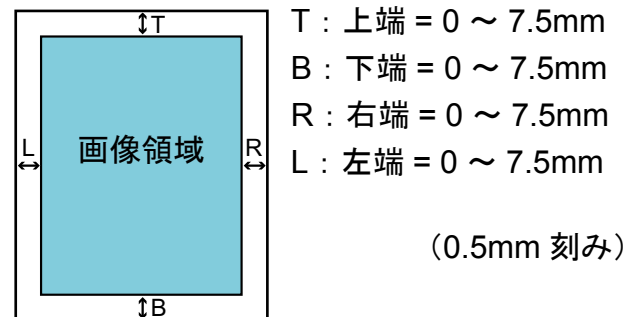 T
T：上端 = 0 ～ 7.5mm
B：下端 = 0 ～ 7.5mm
R：右端 = 0 ～ 7.5mm
L：左端 = 0 ～ 7.5mm
L
画像領域
R
（0.5mm 刻み）
B